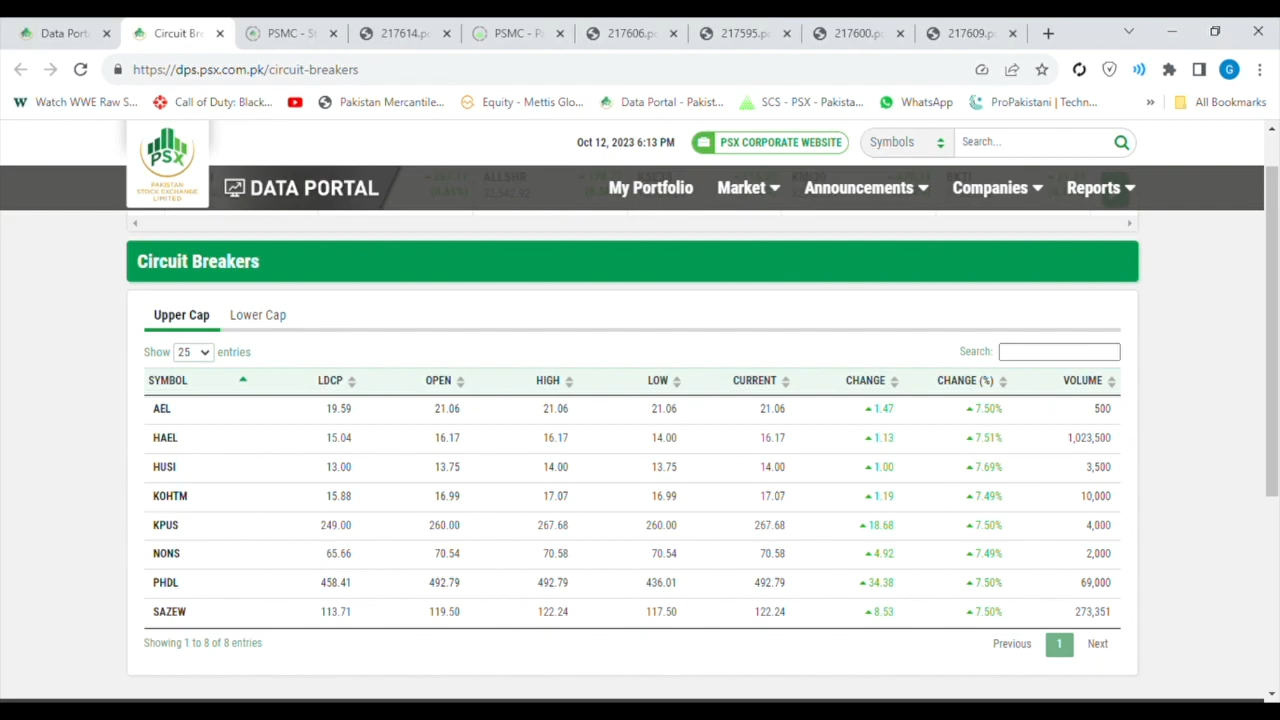 Data Port
Circuit Bre
PSMC - St
217614.pd
PSMC - P
217606.pd
217595.pd
217600.pd
217609.pd
https://dps.psx.com.pk/circuit-breakers
G
W Watch WWE Raw S...
Call of Duty: Black...
Pakistan Mercantile...
Equity - Mettis Glo...
Data Portal - Pakist...
SCS - PSX - Pakista...
WhatsApp
ProPakistani | Techn...
»
All Bookmarks
PSX
PAKISTAN
STOCK EXCHANGE
LIMITED
Oct 12, 2023 6:13 PM
PSX CORPORATE WEBSITE
Symbols
Search...
DATA PORTAL
ALLSHR
32,542.92
My Portfolio
Market
Announcements
Companies
Reports
Circuit Breakers
Upper Cap Lower Cap
Show 25 entries
Search:
SYMBOL LDCP OPEN HIGH LOW CURRENT CHANGE CHANGE (%) VOLUME
AEL 19.59 21.06 21.06 21.06 21.06 1.47 7.50% 500
HAEL 15.04 16.17 16.17 14.00 16.17 1.13 7.51% 1,023,500
HUSI 13.00 13.75 14.00 13.75 14.00 1.00 7.69% 3,500
KOHTM 15.88 16.99 17.07 16.99 17.07 1.19 7.49% 10,000
KPUS 249.00 260.00 267.68 260.00 267.68 18.68 7.50% 4,000
NONS 65.66 70.54 70.58 70.54 70.58 4.92 7.49% 2,000
PHDL 458.41 492.79 492.79 436.01 492.79 34.38 7.50% 69,000
SAZEW 113.71 119.50 122.24 117.50 122.24 8.53 7.50% 273,351
Showing 1 to 8 of 8 entries
Previous 1 Next